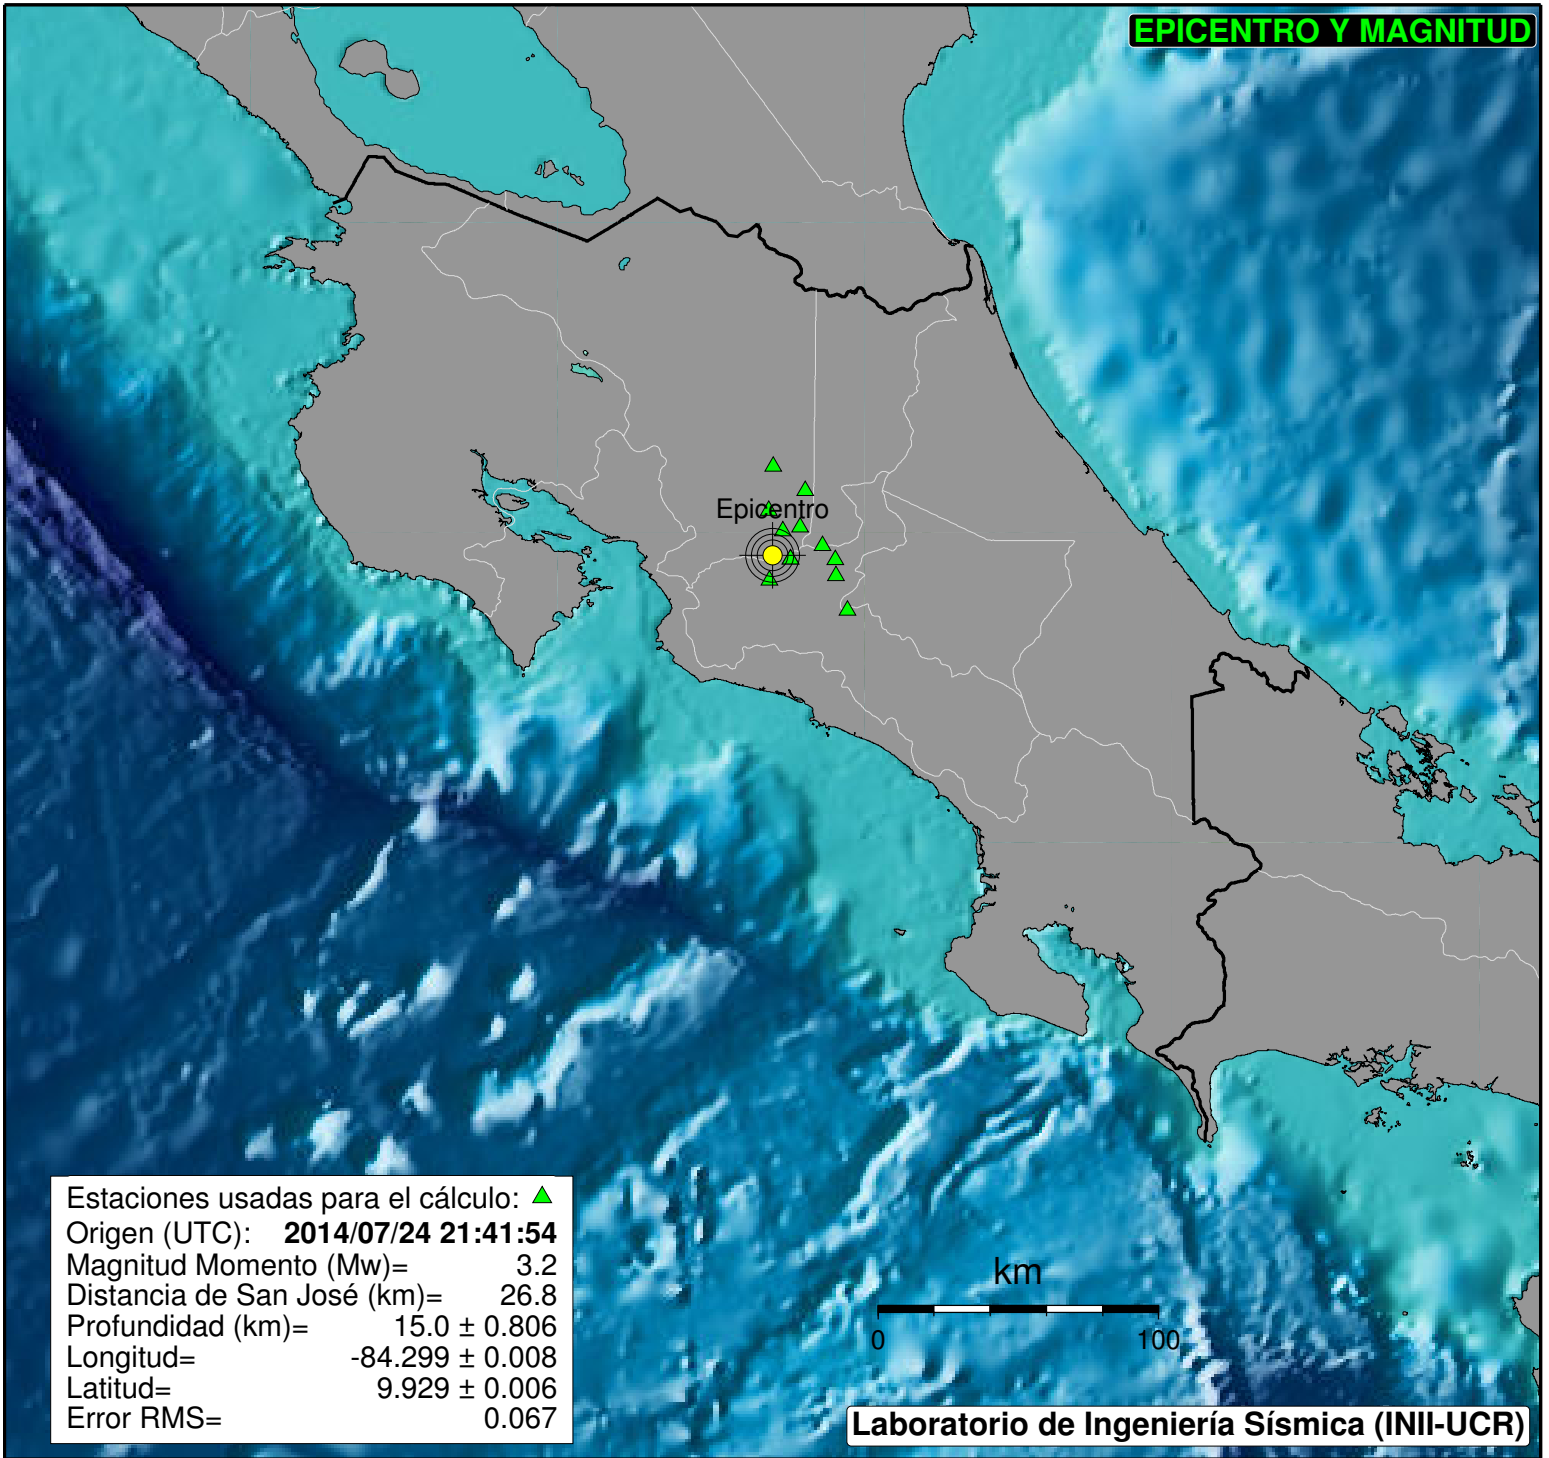 EPICENTRO Y MAGNITUD
Epicentro
Estaciones usadas para el cálculo:
Origen (UTC): 2014/07/24 21:41:54
Magnitud Momento (Mw)= 3.2
Distancia de San José (km)= 26.8
Profundidad (km)= 15.0 ± 0.806
Longitud= -84.299 ± 0.008
Latitud= 9.929 ± 0.006
Error RMS= 0.067
km
0 100
Laboratorio de Ingeniería Sísmica (INII-UCR)